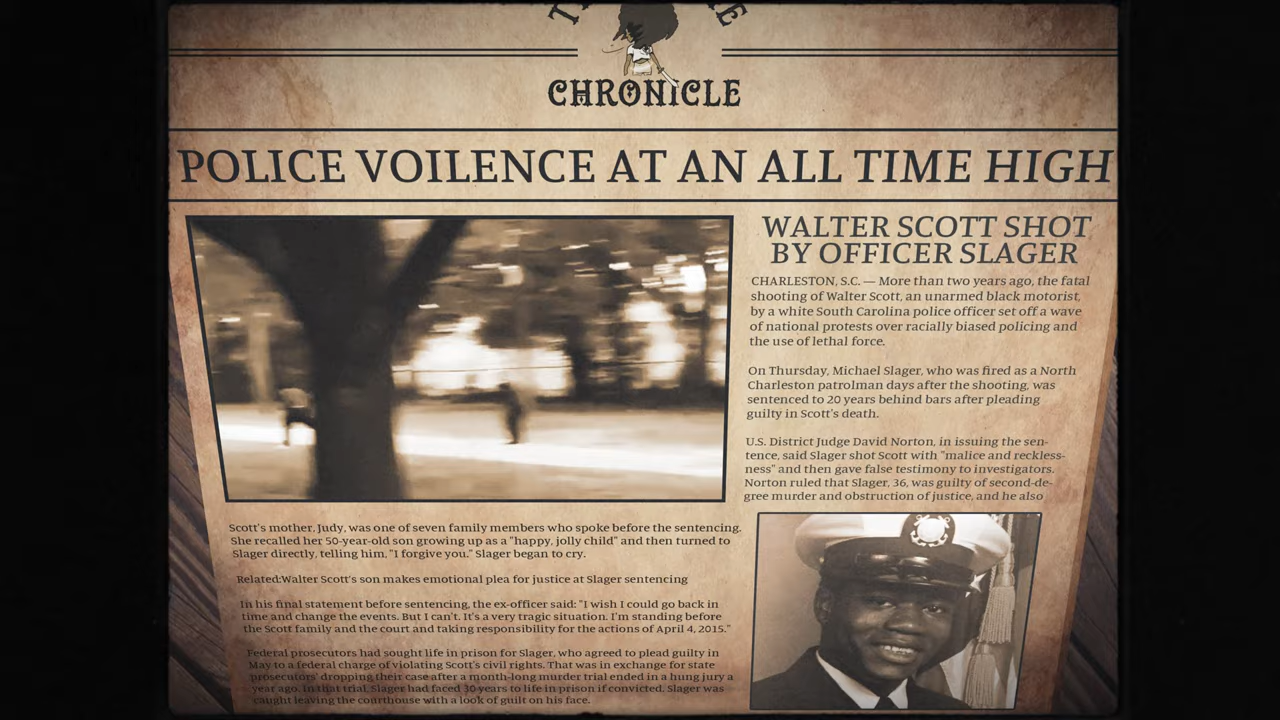 CHRONICLE
POLICE VOILENCE AT AN ALL TIME HIGH
WALTER SCOTT SHOT
BY OFFICER SLAGER
CHARLESTON, S.C. — More than two years ago, the fatal
shooting of Walter Scott, an unarmed black motorist,
by a white South Carolina police officer set off a wave
of national protests over racially biased policing and
the use of lethal force.
On Thursday, Michael Slager, who was fired as a North
Charleston patrolman days after the shooting, was
sentenced to 20 years behind bars after pleading
guilty in Scott's death.
U.S. District Judge David Norton, in issuing the sen-
tence, said Slager shot Scott with "malice and reckless-
ness" and then gave false testimony to investigators.
Norton ruled that Slager, 36, was guilty of second-de-
gree murder and obstruction of justice, and he also
Scott's mother, Judy, was one of seven family members who spoke before the sentencing.
She recalled her 50-year-old son growing up as a "happy, jolly child" and then turned to
Slager directly, telling him, "I forgive you." Slager began to cry.
Related:Walter Scott's son makes emotional plea for justice at Slager sentencing
In his final statement before sentencing, the ex-officer said: "I wish I could go back in
time and change the events. But I can't. It's a very tragic situation. I'm standing before
the Scott family and the court and taking responsibility for the actions of April 4, 2015."
Federal prosecutors had sought life in prison for Slager, who agreed to plead guilty in
May to a federal charge of violating Scott's civil rights. That was in exchange for state
prosecutors' dropping their case after a month-long murder trial ended in a hung jury a
year ago. In that trial, Slager had faced 30 years to life in prison if convicted. Slager was
caught leaving the courthouse with a look of guilt on his face.